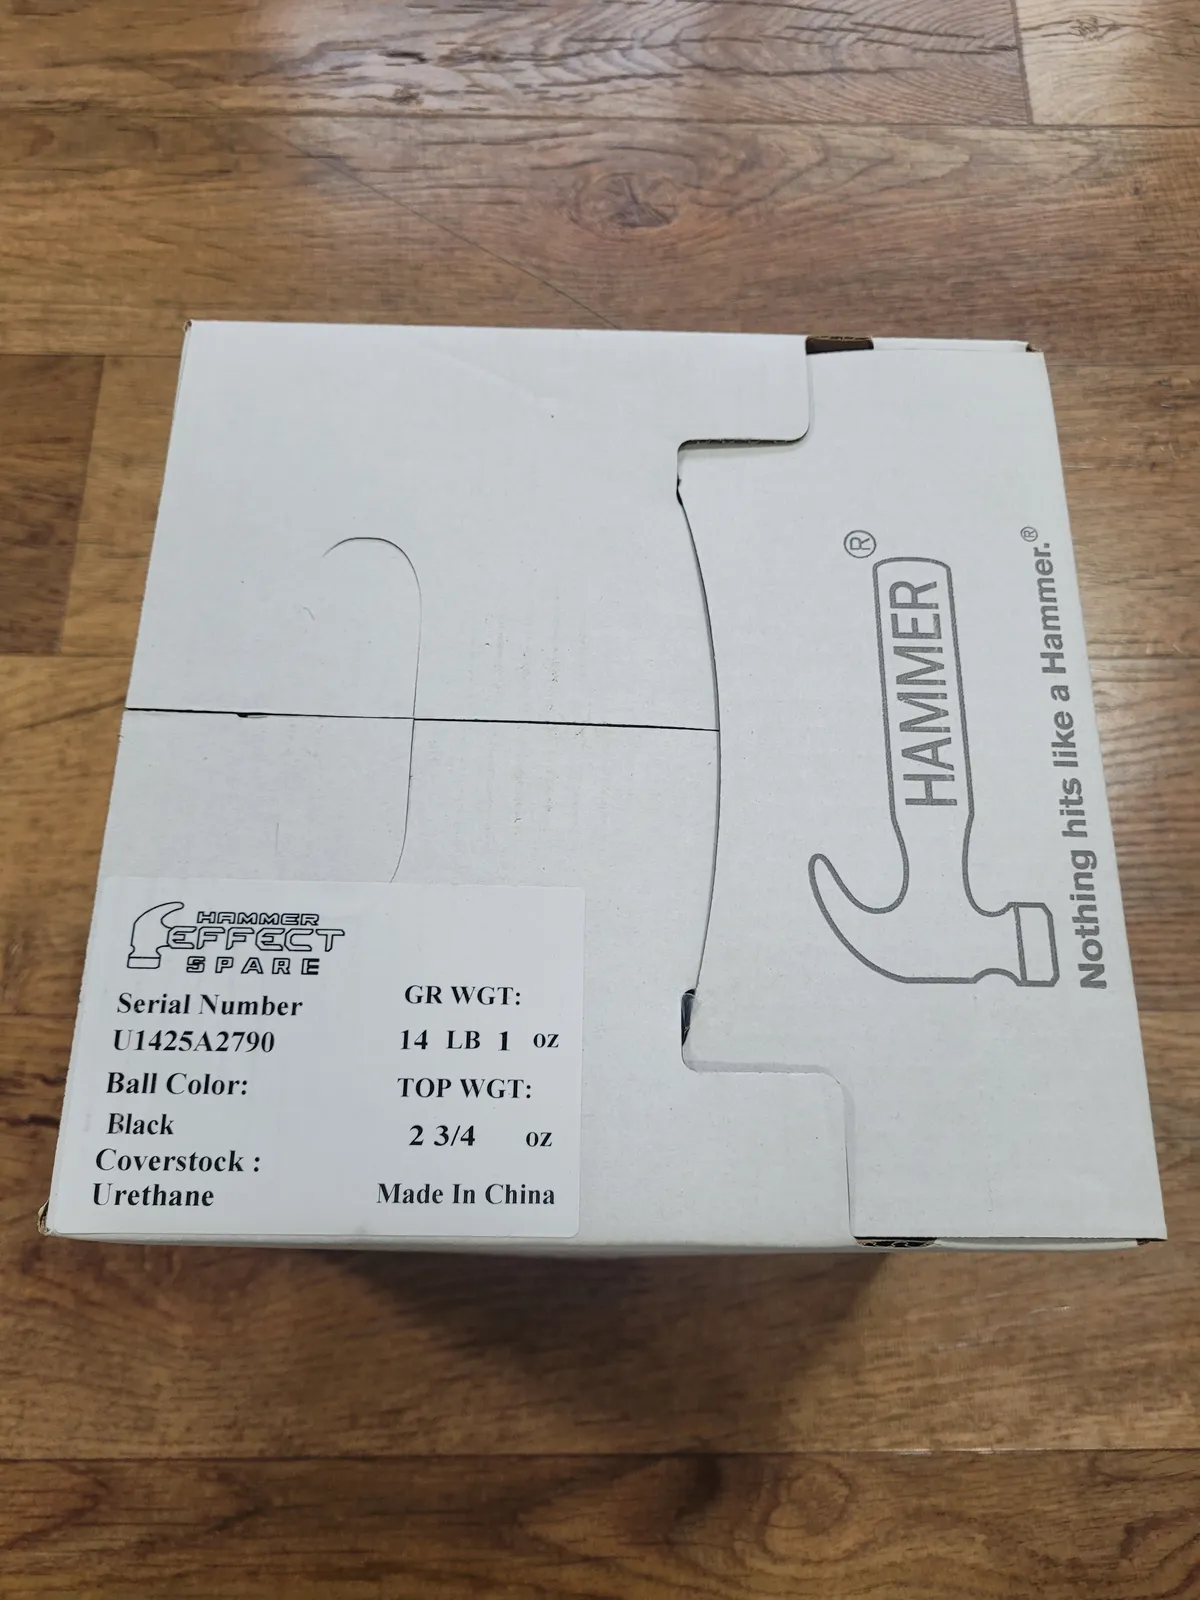 HAMMER®
Nothing hits like a Hammer.®
HAMMER
EFFECT
SPARE
Serial Number
U1425A2790
Ball Color:
Black
Coverstock :
Urethane
GR WGT:
14 LB 1 oz
TOP WGT:
2 3/4 oz
Made In China